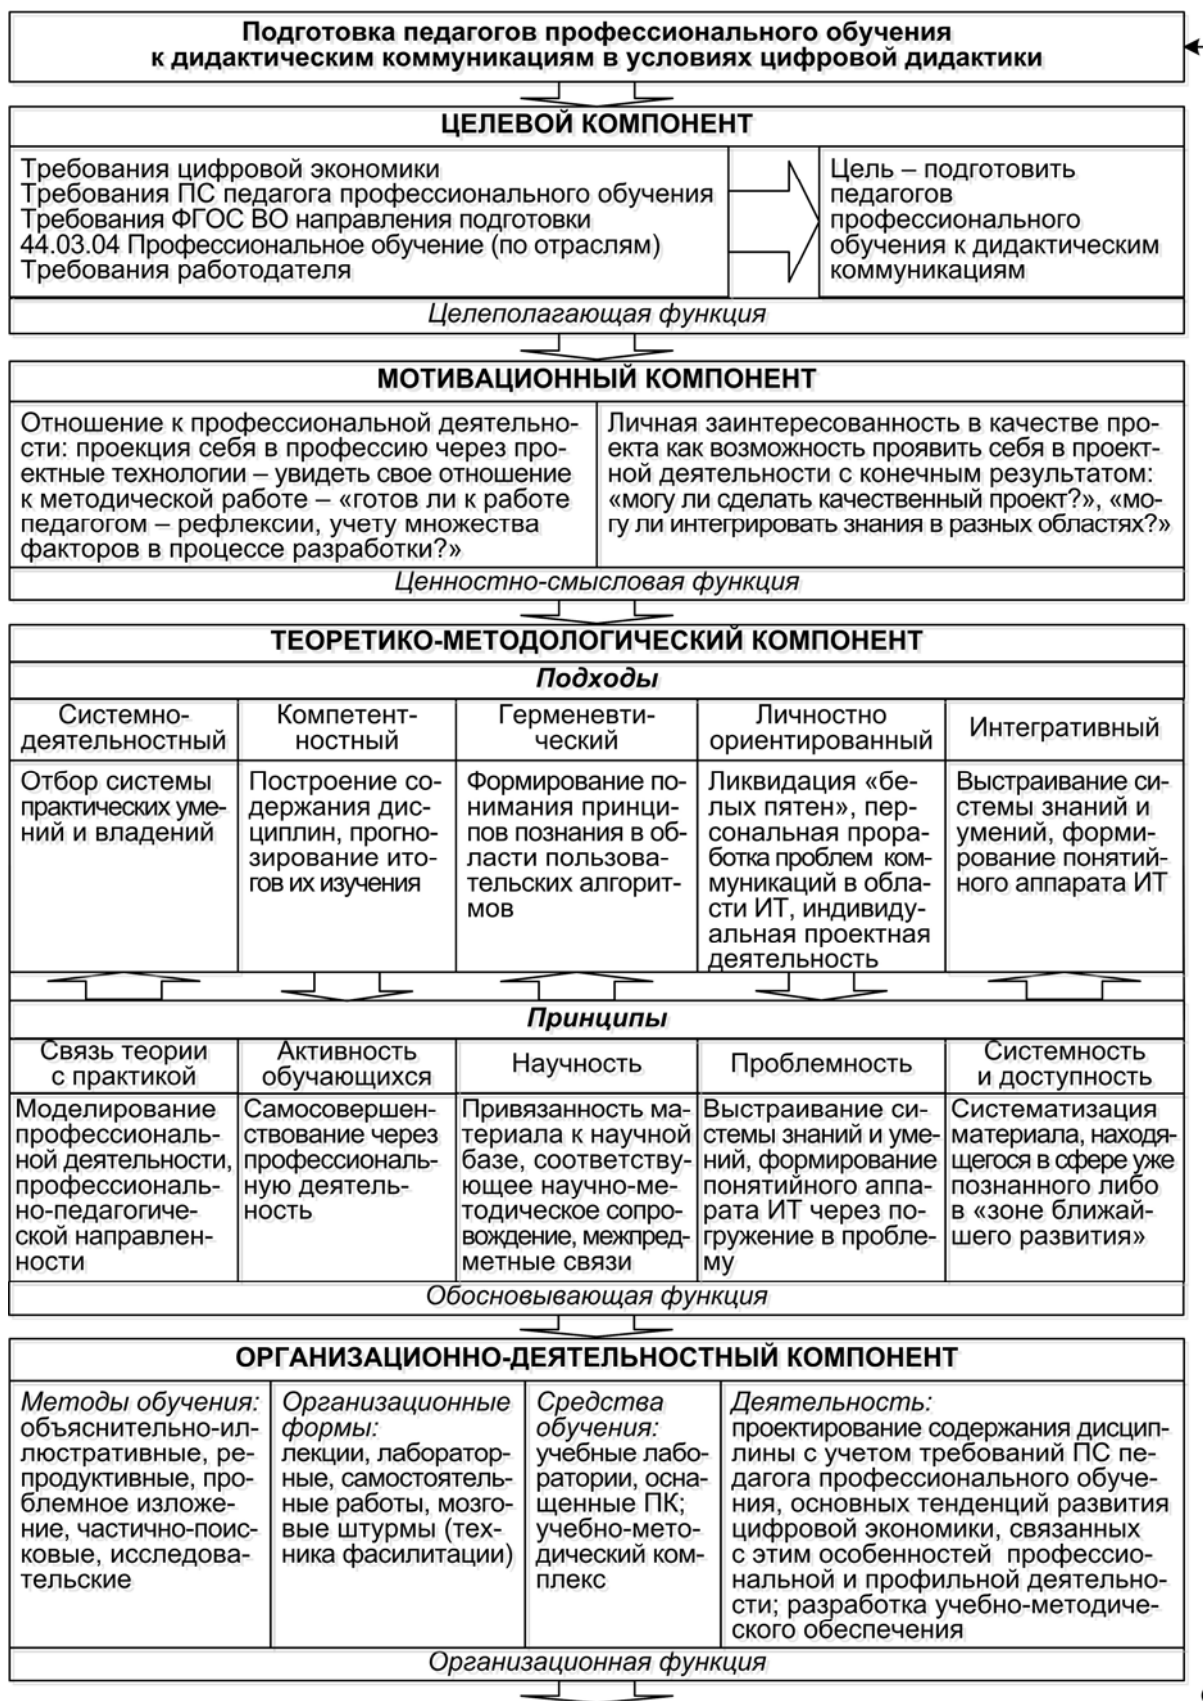 Подготовка педагогов профессионального обучения
к дидактическим коммуникациям в условиях цифровой дидактики
ЦЕЛЕВОЙ КОМПОНЕНТ
Требования цифровой экономики
Требования ПС педагога профессионального обучения
Требования ФГОС ВО направления подготовки
44.03.04 Профессиональное обучение (по отраслям)
Требования работодателя
Цель – подготовить
педагогов
профессионального
обучения к дидактическим
коммуникациям
Целеполагающая функция
МОТИВАЦИОННЫЙ КОМПОНЕНТ
Отношение к профессиональной деятельно-
сти: проекция себя в профессию через про-
ектные технологии – увидеть свое отношение
к методической работе – «готов ли к работе
педагогом – рефлексии, учету множества
факторов в процессе разработки?»
Личная заинтересованность в качестве про-
екта как возможность проявить себя в проект-
ной деятельности с конечным результатом:
«могу ли сделать качественный проект?», «мо-
гу ли интегрировать знания в разных областях?»
Ценностно-смысловая функция
ТЕОРЕТИКО-МЕТОДОЛОГИЧЕСКИЙ КОМПОНЕНТ
Подходы
Системно-
деятельностный
Компетент-
ностный
Герменевти-
ческий
Личностно
ориентированный
Интегративный
Отбор системы
практических уме-
ний и владений
Построение со-
держания дис-
циплин, прогно-
зирование ито-
гов их изучения
Формирование по-
нимания принци-
пов познания в об-
ласти пользова-
тельских алгорит-
мов
Ликвидация «бе-
лых пятен», пер-
сональная прора-
ботка проблем ком-
муникаций в обла-
сти ИТ, индивиду-
альная проектная
деятельность
Выстраивание си-
стемы знаний и
умений, форми-
рование понятий-
ного аппарата ИТ
Принципы
Связь теории
с практикой
Активность
обучающихся
Научность
Проблемность
Системность
и доступность
Моделирование
профессиональ-
ной деятельности,
профессиональ-
но-педагогиче-
ской направлен-
ности
Самосовершен-
ствование через
профессиональ-
ную деятель-
ность
Привязанность ма-
териала к научной
базе, соответству-
ющее научно-ме-
тодическое сопро-
вождение, межпред-
метные связи
Выстраивание си-
стемы знаний и уме-
ний, формирование
понятийного аппа-
рата ИТ через по-
гружение в пробле-
му
Систематизация
материала, находя-
щегося в сфере уже
познанного либо
в «зоне ближай-
шего развития»
Обосновывающая функция
ОРГАНИЗАЦИОННО-ДЕЯТЕЛЬНОСТНЫЙ КОМПОНЕНТ
Методы обучения:
объяснительно-ил-
люстративные, ре-
продуктивные, про-
блемное изложе-
ние, частично-поис-
ковые, исследова-
тельские
Организационные
формы:
лекции, лаборатор-
ные, самостоятель-
ные работы, мозго-
вые штурмы (тех-
ника фасилитации)
Средства
обучения:
учебные лабо-
ратории, осна-
щенные ПК;
учебно-мето-
дический ком-
плекс
Деятельность:
проектирование содержания дисцип-
лины с учетом требований ПС пе-
дагога профессионального обуче-
ния, основных тенденций развития
цифровой экономики, связанных
с этим особенностей профессио-
нальной и профильной деятельно-
сти; разработка учебно-методиче-
ского обеспечения
Организационная функция